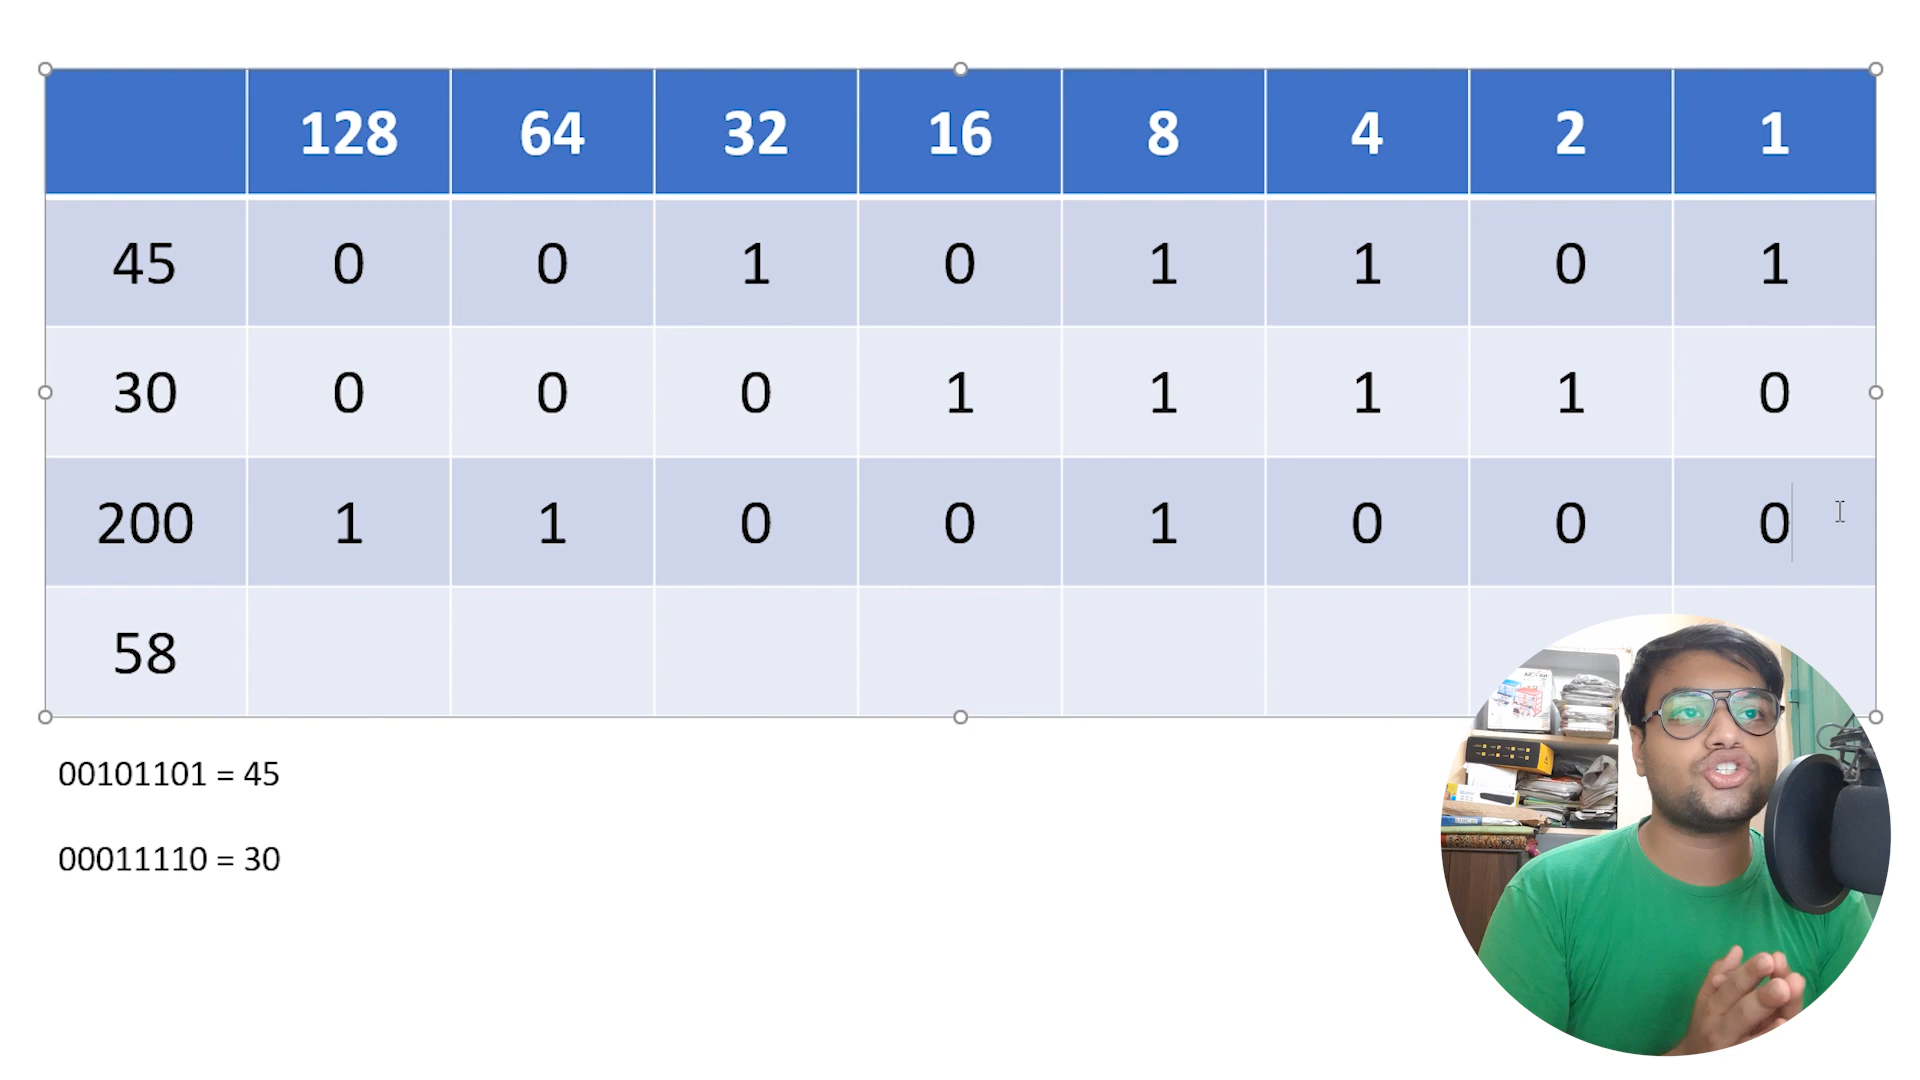 128 64 32 16 8 4 2 1
45 0 0 1 0 1 1 0 1
30 0 0 0 1 1 1 1 0
200 1 1 0 0 1 0 0 0
58
00101101 = 45
00011110 = 30